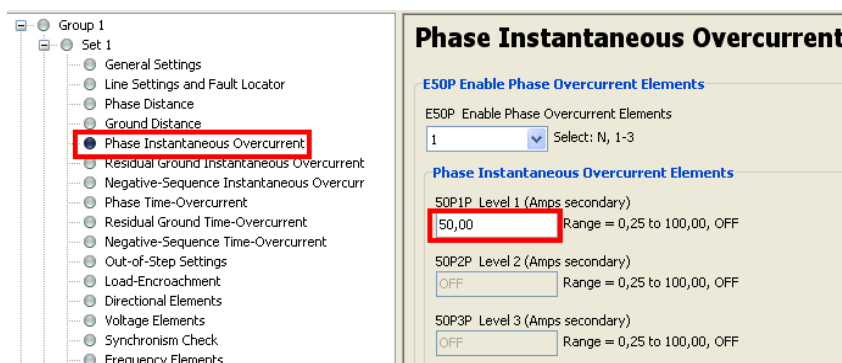 Group 1
Set 1
General Settings
Line Settings and Fault Locator
Phase Distance
Ground Distance
Phase Instantaneous Overcurrent
Residual Ground Instantaneous Overcurrent
Negative-Sequence Instantaneous Overcurr
Phase Time-Overcurrent
Residual Ground Time-Overcurrent
Negative-Sequence Time-Overcurrent
Out-of-Step Settings
Load-Encroachment
Directional Elements
Voltage Elements
Synchronism Check
Frequency Elements
Phase Instantaneous Overcurrent
E50P Enable Phase Overcurrent Elements
E50P Enable Phase Overcurrent Elements
1 Select: N, 1-3
Phase Instantaneous Overcurrent Elements
50P1P Level 1 (Amps secondary)
50,00 Range = 0,25 to 100,00, OFF
50P2P Level 2 (Amps secondary)
OFF Range = 0,25 to 100,00, OFF
50P3P Level 3 (Amps secondary)
OFF Range = 0,25 to 100,00, OFF